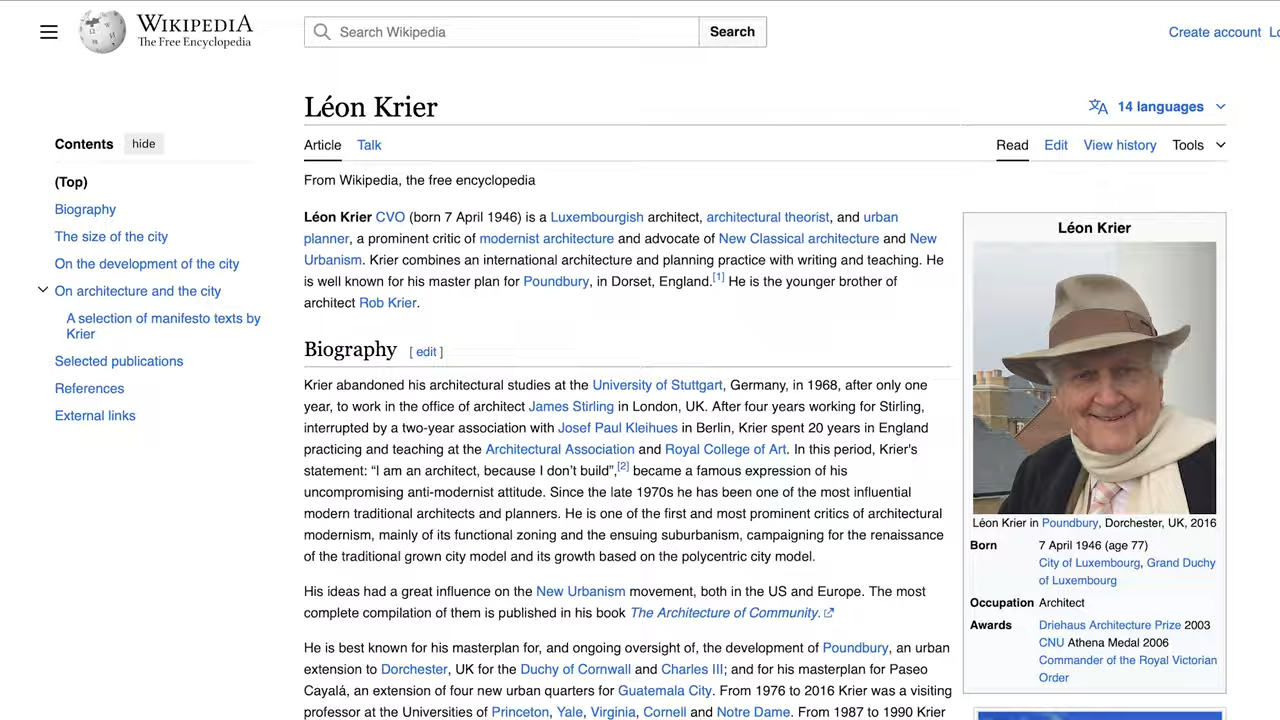 WIKIPEDIA
The Free Encyclopedia
Search Wikipedia
Search
Create account
Léon Krier
14 languages
Contents
hide
Article
Talk
Read
Edit
View history
Tools
(Top)
From Wikipedia, the free encyclopedia
Biography
The size of the city
On the development of the city
On architecture and the city
A selection of manifesto texts by
Krier
Selected publications
References
External links
Léon Krier CVO (born 7 April 1946) is a Luxembourgish architect, architectural theorist, and urban
planner, a prominent critic of modernist architecture and advocate of New Classical architecture and New
Urbanism. Krier combines an international architecture and planning practice with writing and teaching. He
is well known for his master plan for Poundbury, in Dorset, England.[1] He is the younger brother of
architect Rob Krier.
Biography [ edit ]
Krier abandoned his architectural studies at the University of Stuttgart, Germany, in 1968, after only one
year, to work in the office of architect James Stirling in London, UK. After four years working for Stirling,
interrupted by a two-year association with Josef Paul Kleihues in Berlin, Krier spent 20 years in England
practicing and teaching at the Architectural Association and Royal College of Art. In this period, Krier's
statement: “I am an architect, because I don’t build”,[2] became a famous expression of his
uncompromising anti-modernist attitude. Since the late 1970s he has been one of the most influential
modern traditional architects and planners. He is one of the first and most prominent critics of architectural
modernism, mainly of its functional zoning and the ensuing suburbanism, campaigning for the renaissance
of the traditional grown city model and its growth based on the polycentric city model.
His ideas had a great influence on the New Urbanism movement, both in the US and Europe. The most
complete compilation of them is published in his book The Architecture of Community.
He is best known for his masterplan for, and ongoing oversight of, the development of Poundbury, an urban
extension to Dorchester, UK for the Duchy of Cornwall and Charles III; and for his masterplan for Paseo
Cayalá, an extension of four new urban quarters for Guatemala City. From 1976 to 2016 Krier was a visiting
professor at the Universities of Princeton, Yale, Virginia, Cornell and Notre Dame. From 1987 to 1990 Krier
Léon Krier
Léon Krier in Poundbury, Dorchester, UK, 2016
Born 7 April 1946 (age 77)
City of Luxembourg, Grand Duchy
of Luxembourg
Occupation Architect
Awards Driehaus Architecture Prize 2003
CNU Athena Medal 2006
Commander of the Royal Victorian
Order